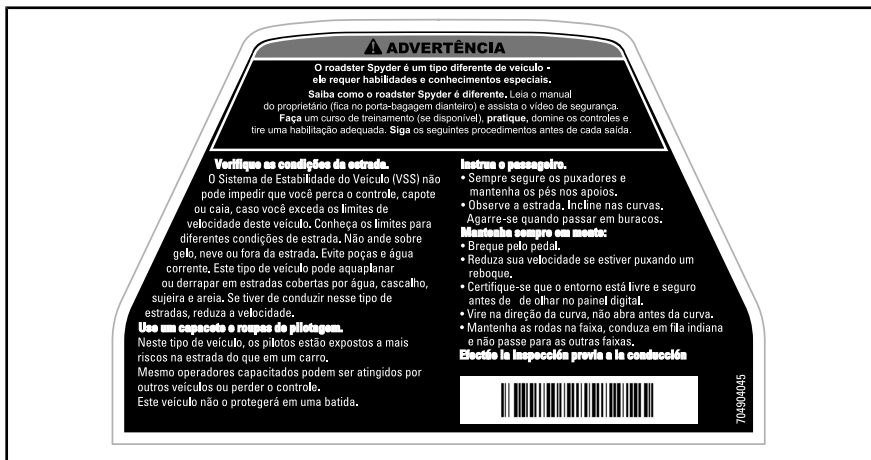 ADVERTÊNCIA
O roadster Spyder é um tipo diferente de veículo -
ele requer habilidades e conhecimentos especiais.
Saiba como o roadster Spyder é diferente. Leia o manual
do proprietário (fica no porta-bagagem dianteiro) e assista o vídeo de segurança.
Faça um curso de treinamento (se disponível), pratique, domine os controles e
tire uma habilitação adequada. Siga os seguintes procedimentos antes de cada saída.
Verifique as condições da estrada.
O Sistema de Estabilidade do Veículo (VSS) não
pode impedir que você perca o controle, capote
ou caia, caso você exceda os limites de
velocidade deste veículo. Conheça os limites para
diferentes condições de estrada. Não ande sobre
gelo, neve ou fora da estrada. Evite poças e água
corrente. Este tipo de veículo pode aquaplanar
ou derrapar em estradas cobertas por água, cascalho,
sujeira e areia. Se tiver de conduzir nesse tipo de
estradas, reduza a velocidade.
Use um capacete e roupas de pilotagem.
Neste tipo de veículo, os pilotos estão expostos a mais
riscos na estrada do que em um carro.
Mesmo operadores capacitados podem ser atingidos por
outros veículos ou perder o controle.
Este veículo não o protegerá em uma batida.
Instrua o passageiro.
• Sempre segure os puxadores e
mantenha os pés nos apoios.
• Observe a estrada. Incline nas curvas.
Agarre-se quando passar em buracos.
Mantenha sempre em mente:
• Breque pelo pedal.
• Reduza sua velocidade se estiver puxando um
reboque.
• Certifique-se que o entorno está livre e seguro
antes de de olhar no painel digital.
• Vire na direção da curva, não abra antes da curva.
• Mantenha as rodas na faixa, conduza em fila indiana
e não passe para as outras faixas.
Efectúe la inspección previa a la conducción
704904045